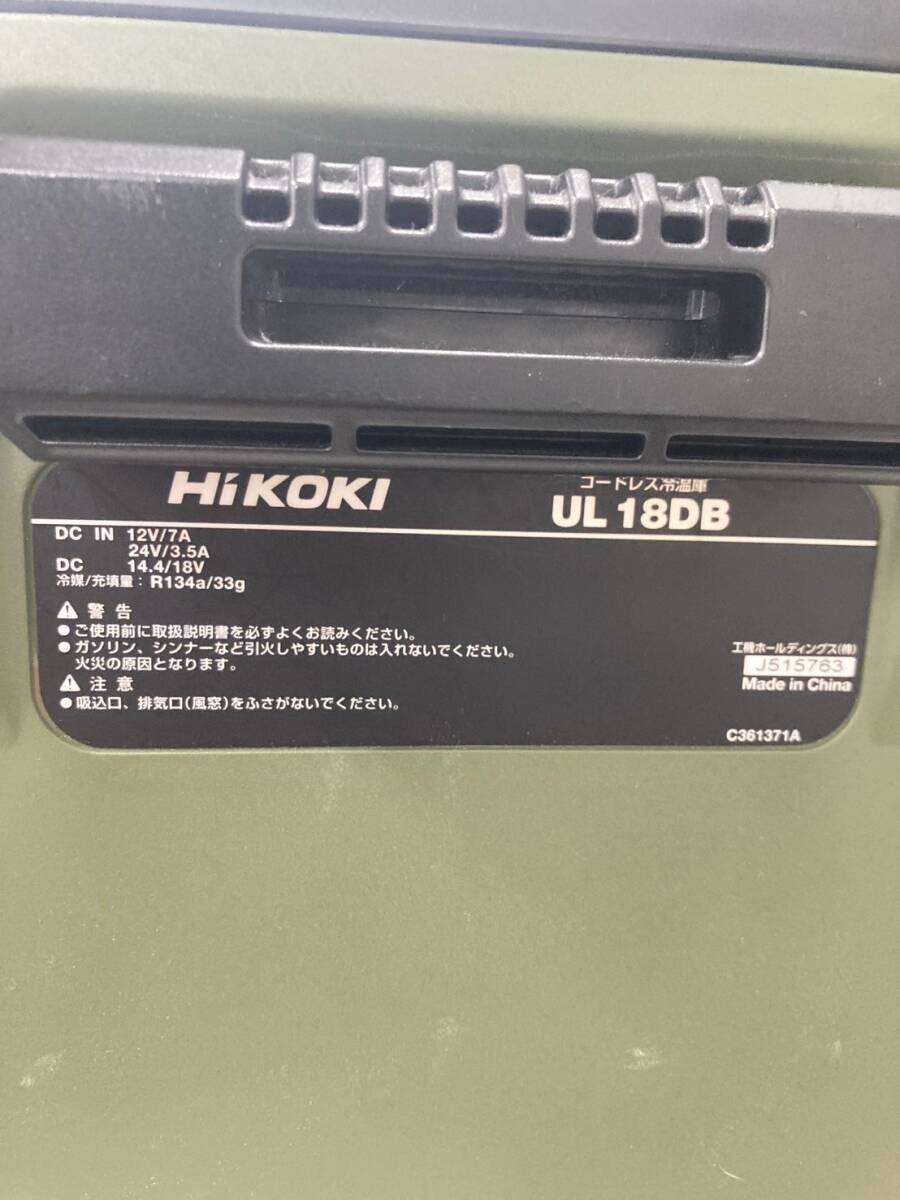 HiKOKI
コードレス冷温庫
UL 18DB
DC IN 12V/7A
24V/3.5A
DC 14.4/18V
冷媒/充填量：R134a/33g
警告
●ご使用前に取扱説明書を必ずよくお読みください。
●ガソリン、シンナーなど引火しやすいものは入れないでください。
火災の原因となります。
注意
●吸込口、排気口(風窓)をふさがないでください。
工機ホールディングス(株)
J515763
Made in China
C361371A